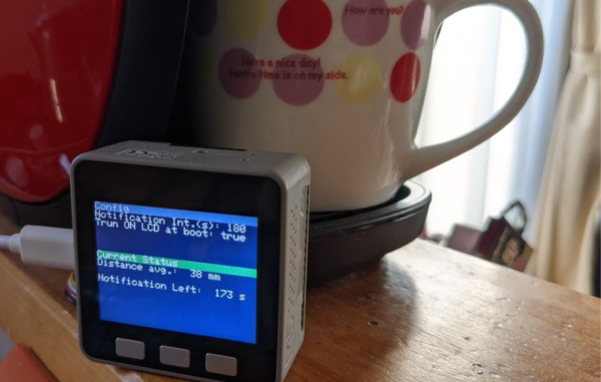 How are you?
Have a nice day!
time is on my side.
Config
Notification Int.(s): 180
Trun ON LCD at boot: true
Current Status
Distance avg.: 38 mm
Notification Left: 173 s